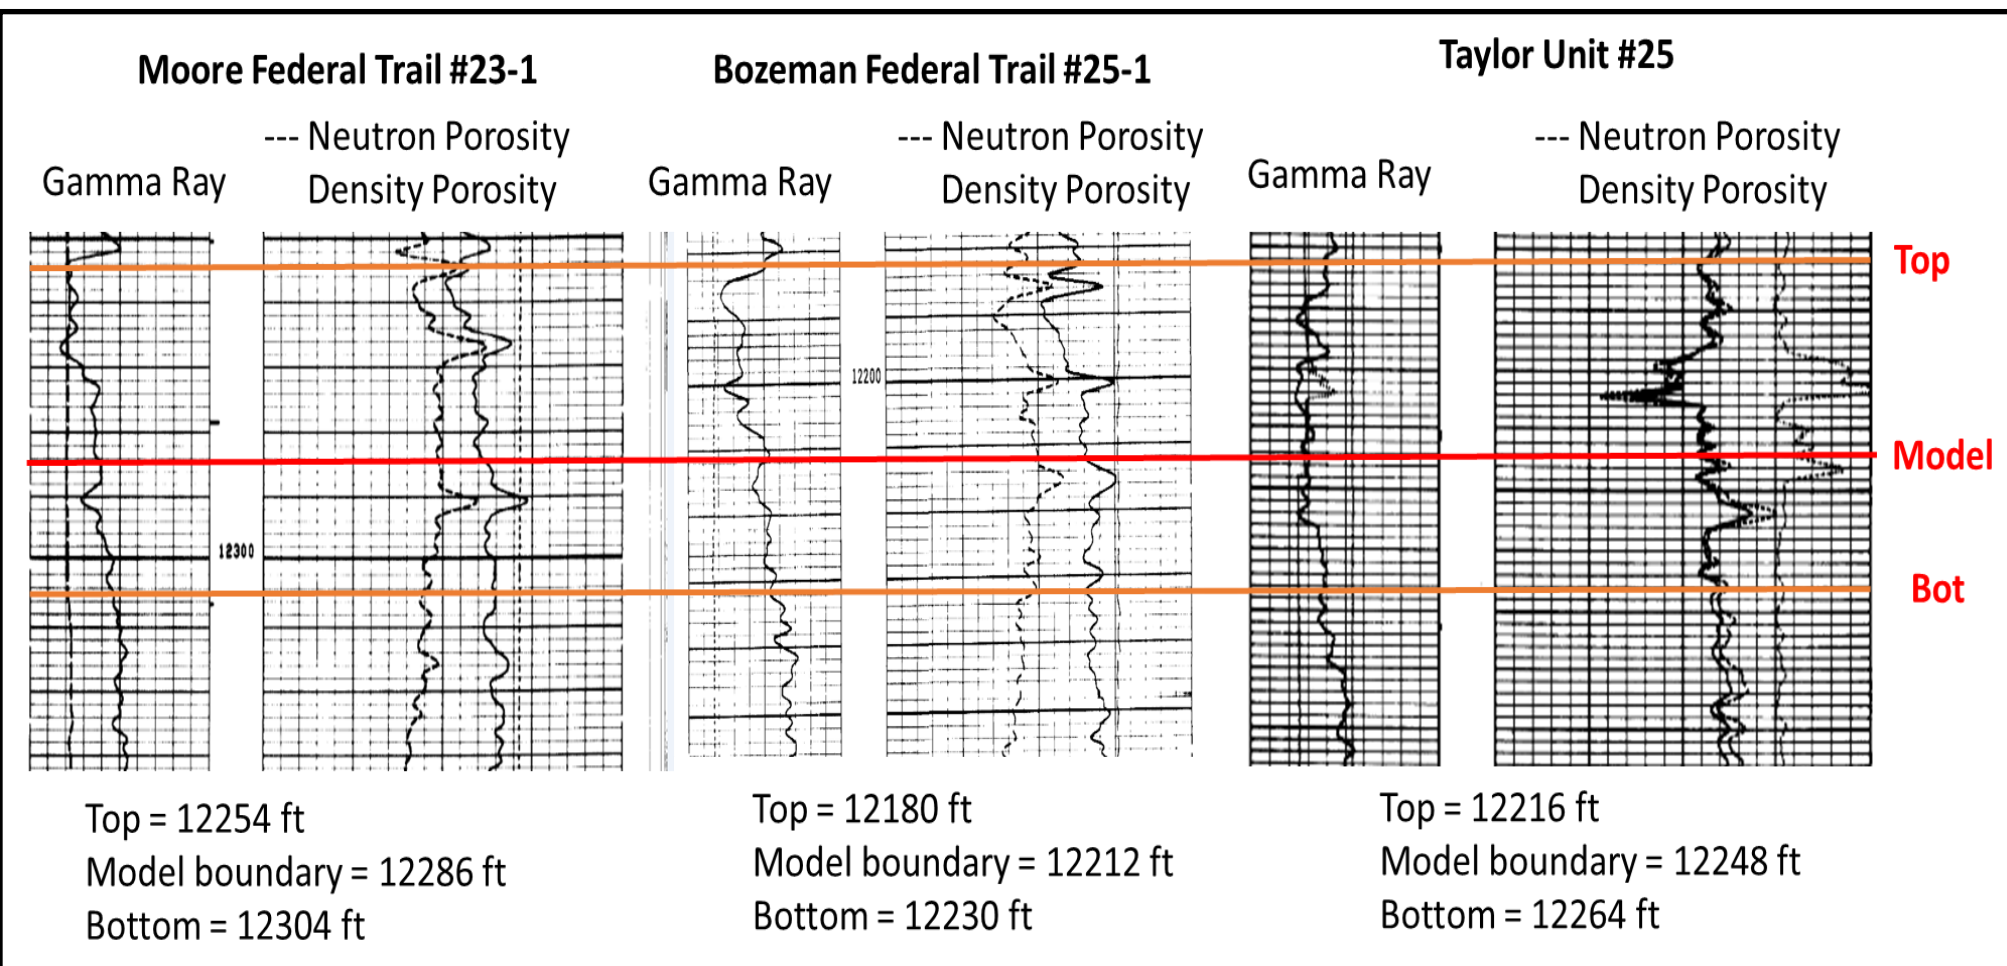 Moore Federal Trail #23-1
--- Neutron Porosity
Gamma Ray
Density Porosity
12300
Top = 12254 ft
Model boundary = 12286 ft
Bottom = 12304 ft
Bozeman Federal Trail #25-1
--- Neutron Porosity
Gamma Ray
Density Porosity
12200
Top = 12180 ft
Model boundary = 12212 ft
Bottom = 12230 ft
Taylor Unit #25
--- Neutron Porosity
Gamma Ray
Density Porosity
Top
Model
Bot
Top = 12216 ft
Model boundary = 12248 ft
Bottom = 12264 ft